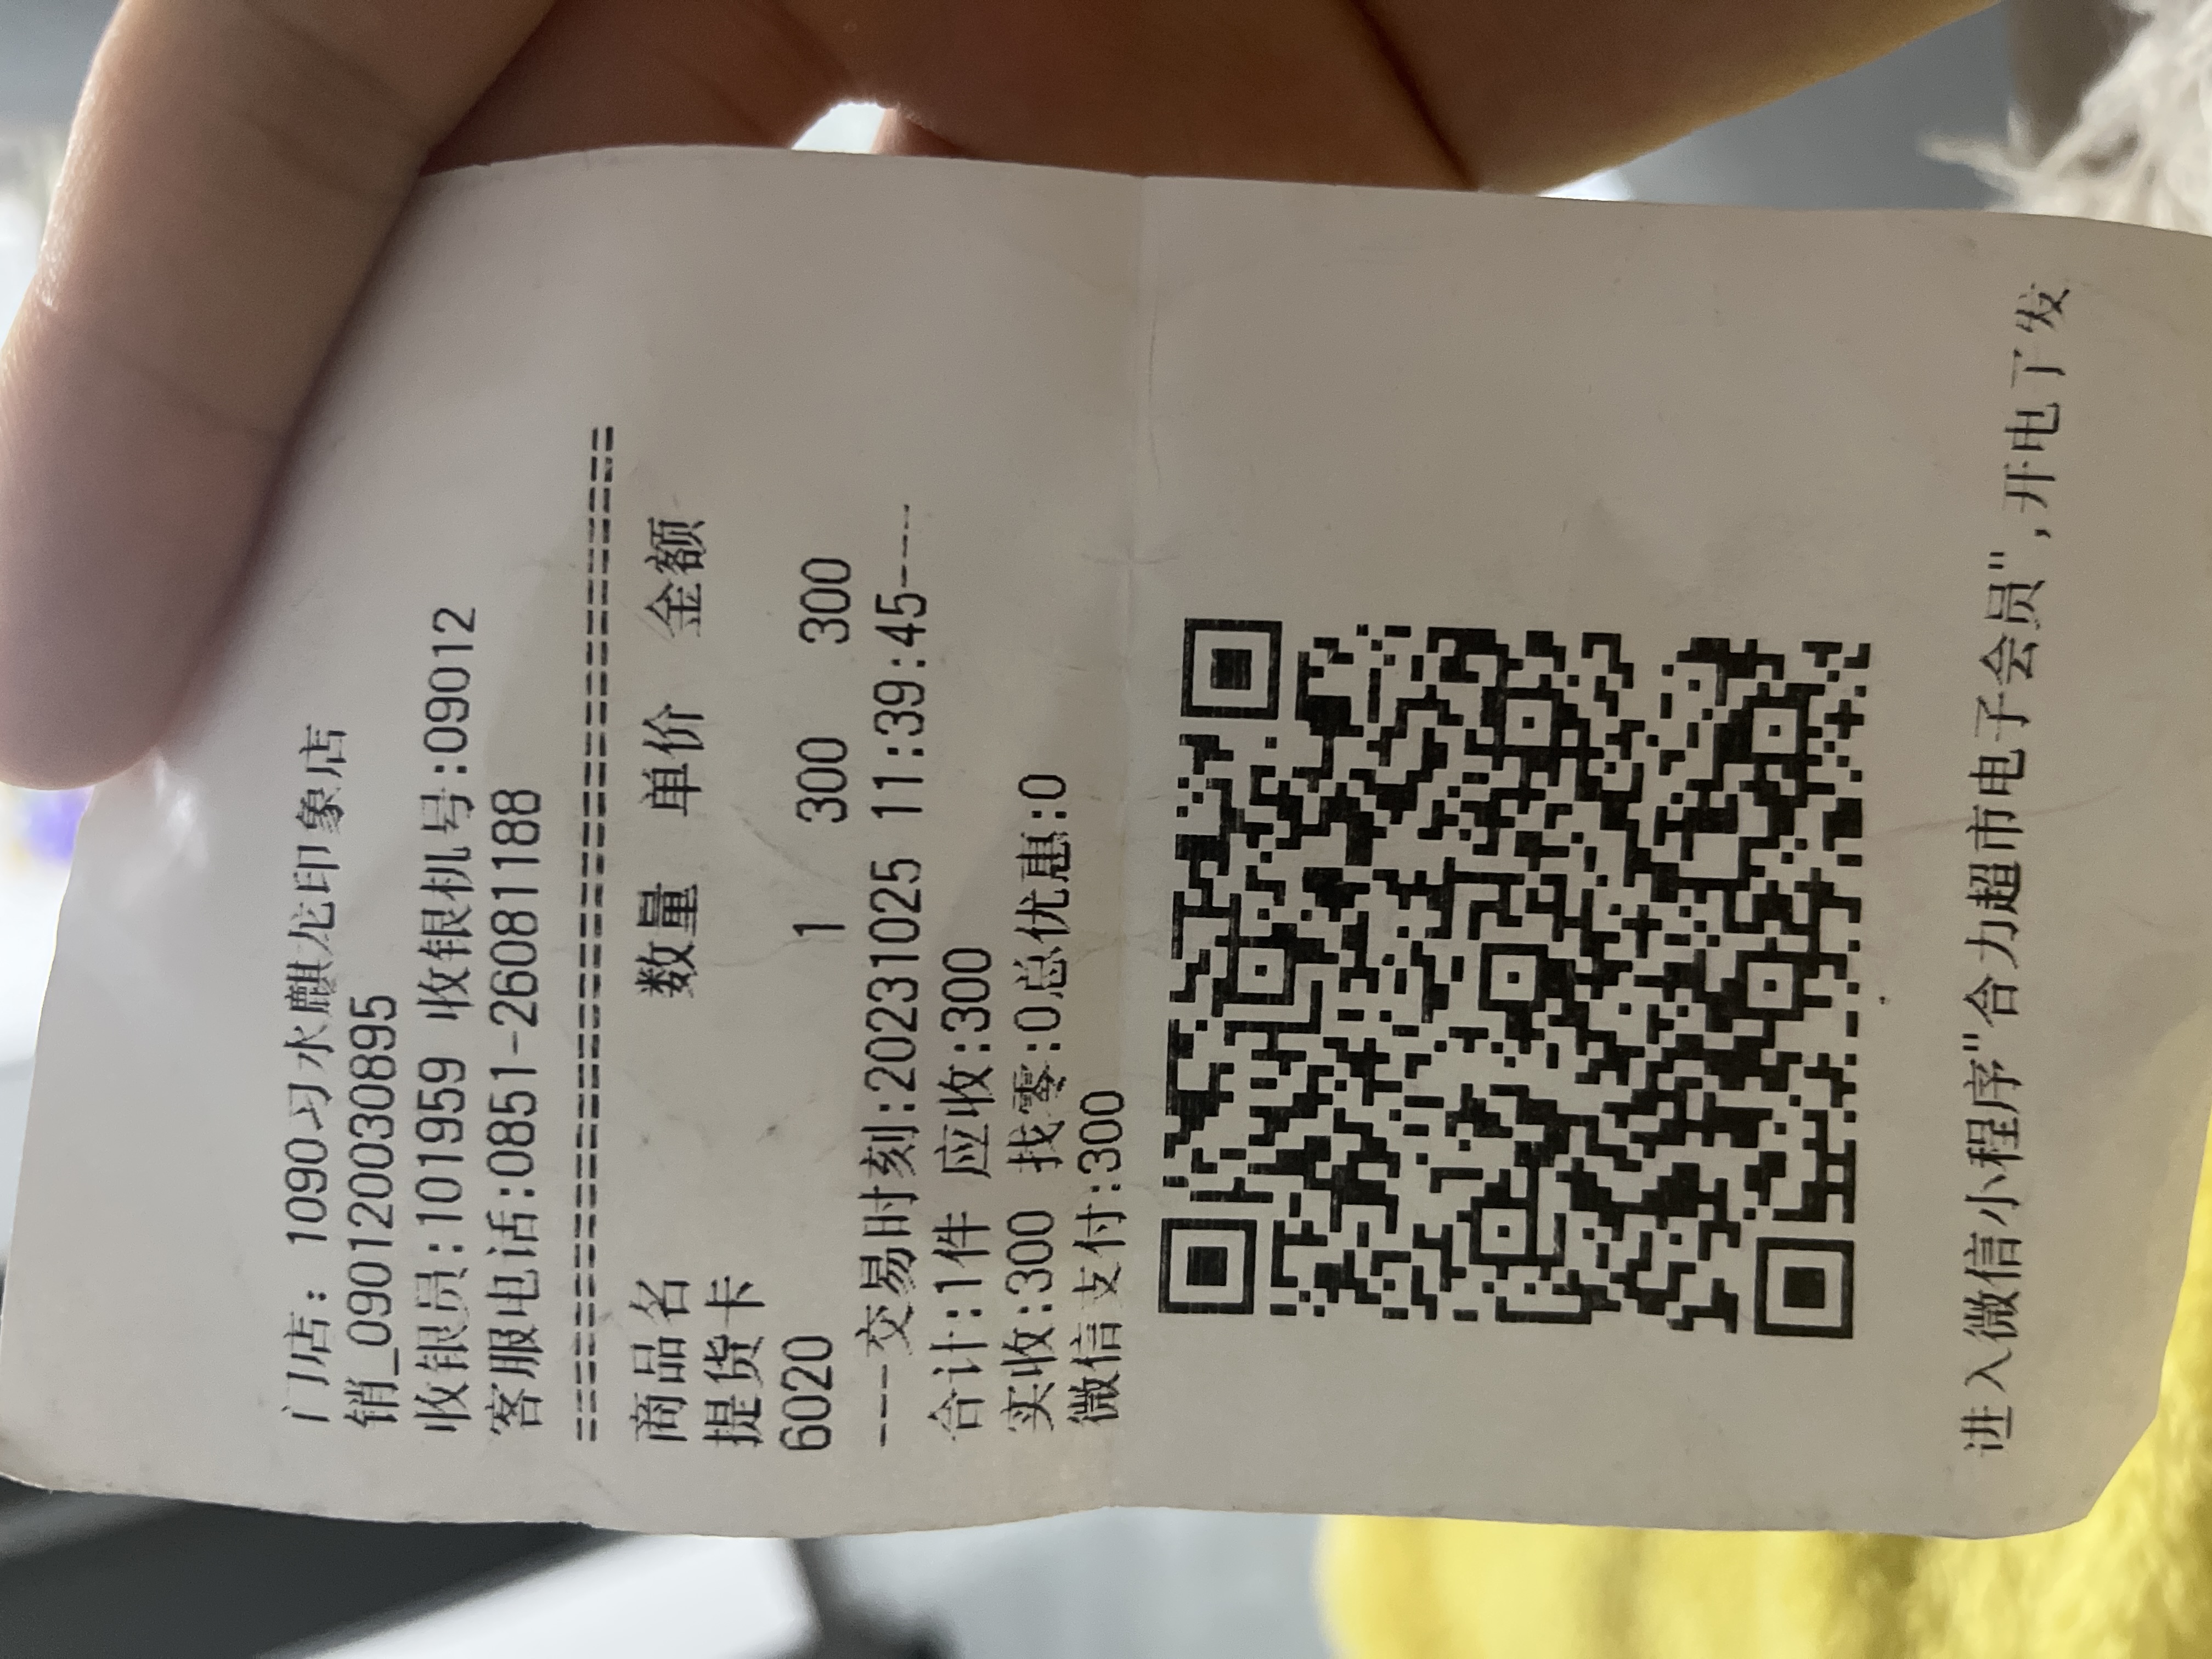 门店: 1090习水麒龙印象店
销_0901200308​95
收银员:101959 收银机号:09012
客服电话:0851-26081188
========================================
商品名 数量 单价 金额
提货卡
6020 1 300 300
---交易时刻:20231025 11:39:45----
合计:1件 应收:300
实收:300 找零:0总优惠:0
微信支付:300
进入微信小程序"合力超市电子会员",开电子发